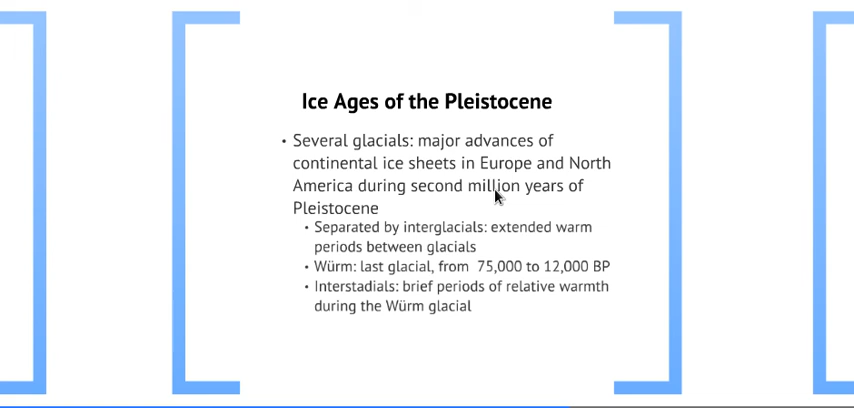 Ice Ages of the Pleistocene
• Several glacials: major advances of
continental ice sheets in Europe and North
America during second million years of
Pleistocene
• Separated by interglacials: extended warm
periods between glacials
• Würm: last glacial, from  75,000 to 12,000 BP
• Interstadials: brief periods of relative warmth
during the Würm glacial